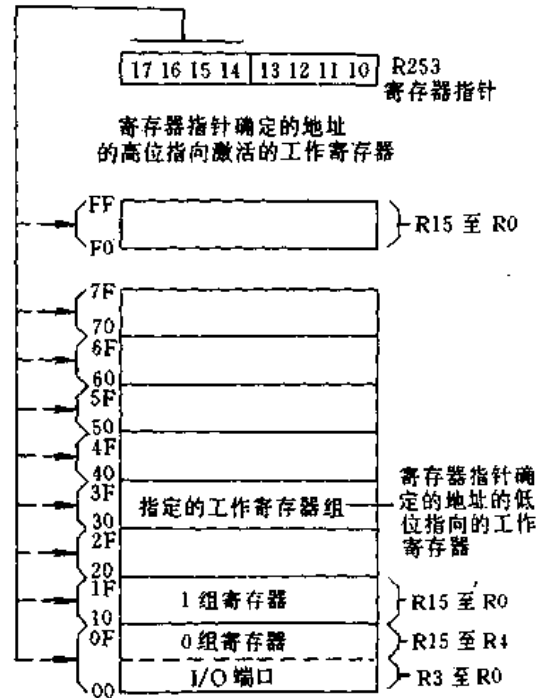 17 16 15 14 13 12 11 10 R253
寄存器指针
寄存器指针确定的地址
的高位指向激活的工作寄存器
FF
F0
R15 至 R0
7F
70
6F
60
5F
50
4F
40
3F
30
指定的工作寄存器组
寄存器指针确
定的地址的低
位指向的工作
寄存器
2F
20
1F
10
1 组寄存器
R15 至 R0
0F
0 组寄存器
R15 至 R4
I/O 端口
R3 至 R0
00